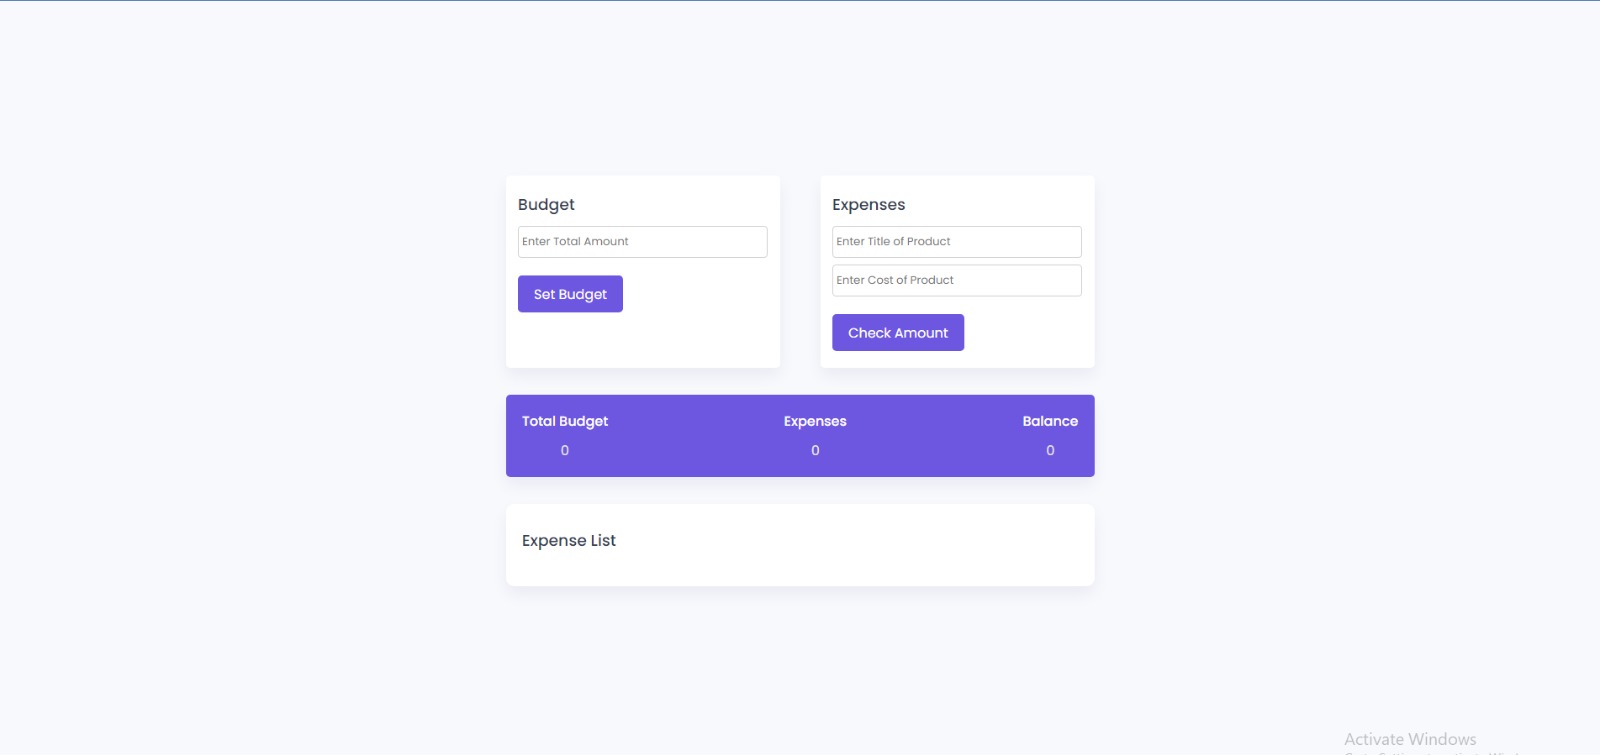 Budget
Enter Total Amount
Set Budget
Expenses
Enter Title of Product
Enter Cost of Product
Check Amount
Total Budget
0
Expenses
0
Balance
0
Expense List
Activate Windows